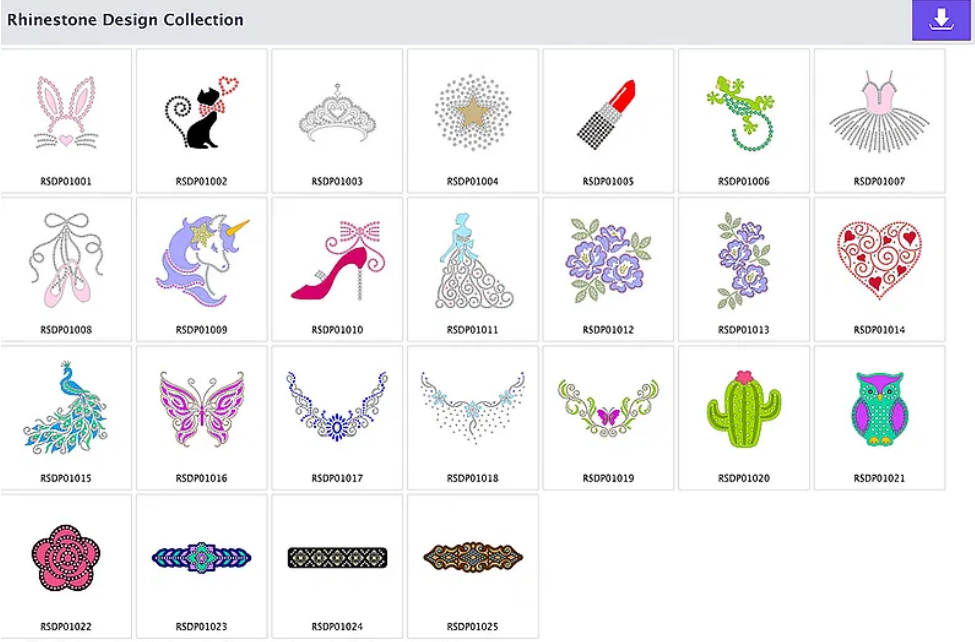 Rhinestone Design Collection
RSDP01001 RSDP01002 RSDP01003 RSDP01004 RSDP01005 RSDP01006 RSDP01007
RSDP01008 RSDP01009 RSDP01010 RSDP01011 RSDP01012 RSDP01013 RSDP01014
RSDP01015 RSDP01016 RSDP01017 RSDP01018 RSDP01019 RSDP01020 RSDP01021
RSDP01022 RSDP01023 RSDP01024 RSDP01025